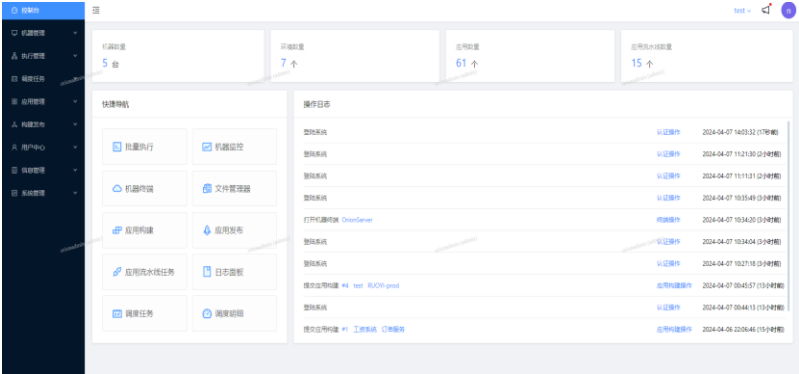 控制台
test
机器管理
执行管理
调度任务
应用管理
构建发布
用户中心
信息管理
系统管理
机器数量
5 台
环境数量
7 个
应用数量
61 个
应用流水线数量
15 个
快捷导航
批量执行
机器监控
机器终端
文件管理器
应用构建
应用发布
应用流水线任务
日志面板
调度任务
调度明细
操作日志
登陆系统 认证操作 2024-04-07 14:03:32 (17秒前)
登陆系统 认证操作 2024-04-07 11:21:30 (2小时前)
登陆系统 认证操作 2024-04-07 11:11:31 (2小时前)
登陆系统 认证操作 2024-04-07 10:35:49 (3小时前)
打开机器终端 OrionServer 终端操作 2024-04-07 10:34:20 (3小时前)
登陆系统 认证操作 2024-04-07 10:34:04 (3小时前)
登陆系统 认证操作 2024-04-07 10:27:18 (3小时前)
提交应用构建 #4 test RUOYI-prod 应用构建操作 2024-04-07 00:45:57 (13小时前)
登陆系统 认证操作 2024-04-07 00:44:13 (13小时前)
提交应用构建 #1 工资系统 订单服务 应用构建操作 2024-04-06 22:06:46 (15小时前)